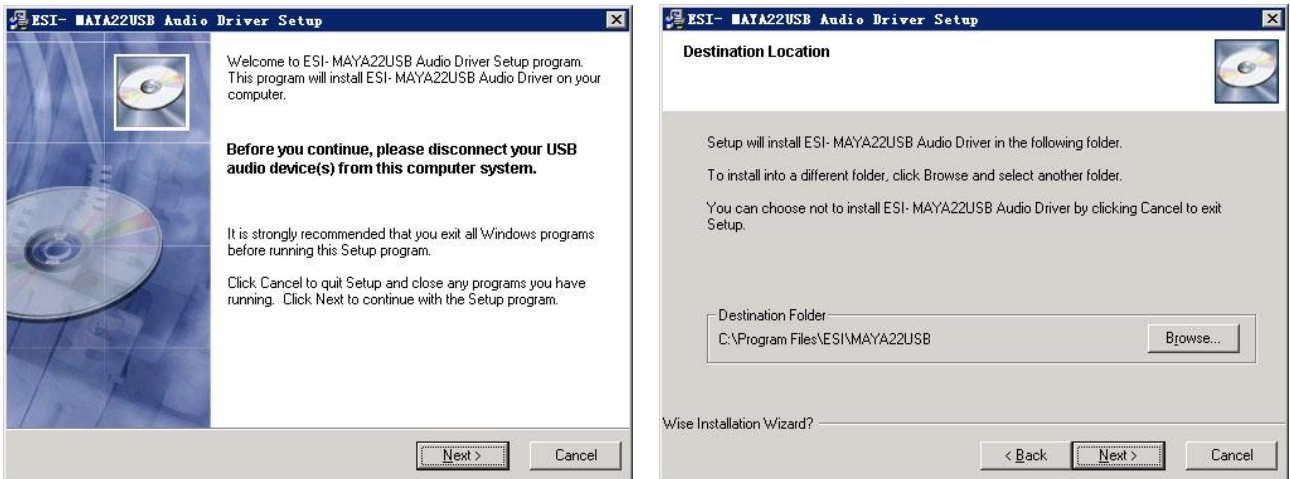 ESI- MAYA22USB Audio Driver Setup
Welcome to ESI- MAYA22USB Audio Driver Setup program.
This program will install ESI- MAYA22USB Audio Driver on your
computer.
Before you continue, please disconnect your USB
audio device(s) from this computer system.
It is strongly recommended that you exit all Windows programs
before running this Setup program.
Click Cancel to quit Setup and close any programs you have
running. Click Next to continue with the Setup program.
Next >
Cancel
ESI- MAYA22USB Audio Driver Setup
Destination Location
Setup will install ESI- MAYA22USB Audio Driver in the following folder.
To install into a different folder, click Browse and select another folder.
You can choose not to install ESI- MAYA22USB Audio Driver by clicking Cancel to exit
Setup.
Destination Folder
C:\Program Files\ESI\MAYA22USB
Browse...
Wise Installation Wizard?
< Back
Next >
Cancel